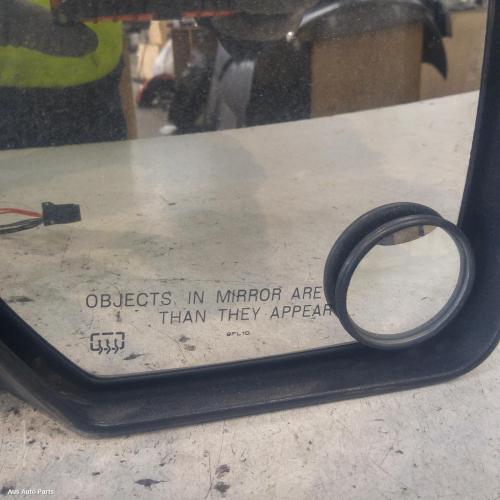 OBJECTS IN MIRROR ARE
THAN THEY APPEAR
Aus Auto Parts